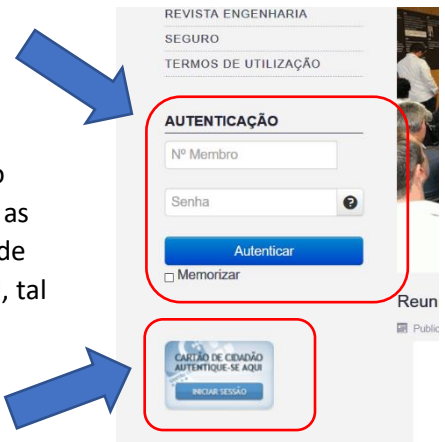 REVISTA ENGENHARIA
SEGURO
TERMOS DE UTILIZAÇÃO
AUTENTICAÇÃO
Nº Membro
Senha
?
Autenticar
Memorizar
o
as
de
, tal
CARTÃO DE CIDADÃO
AUTENTIQUE-SE AQUI
INICIAR SESSÃO
Reun
Public